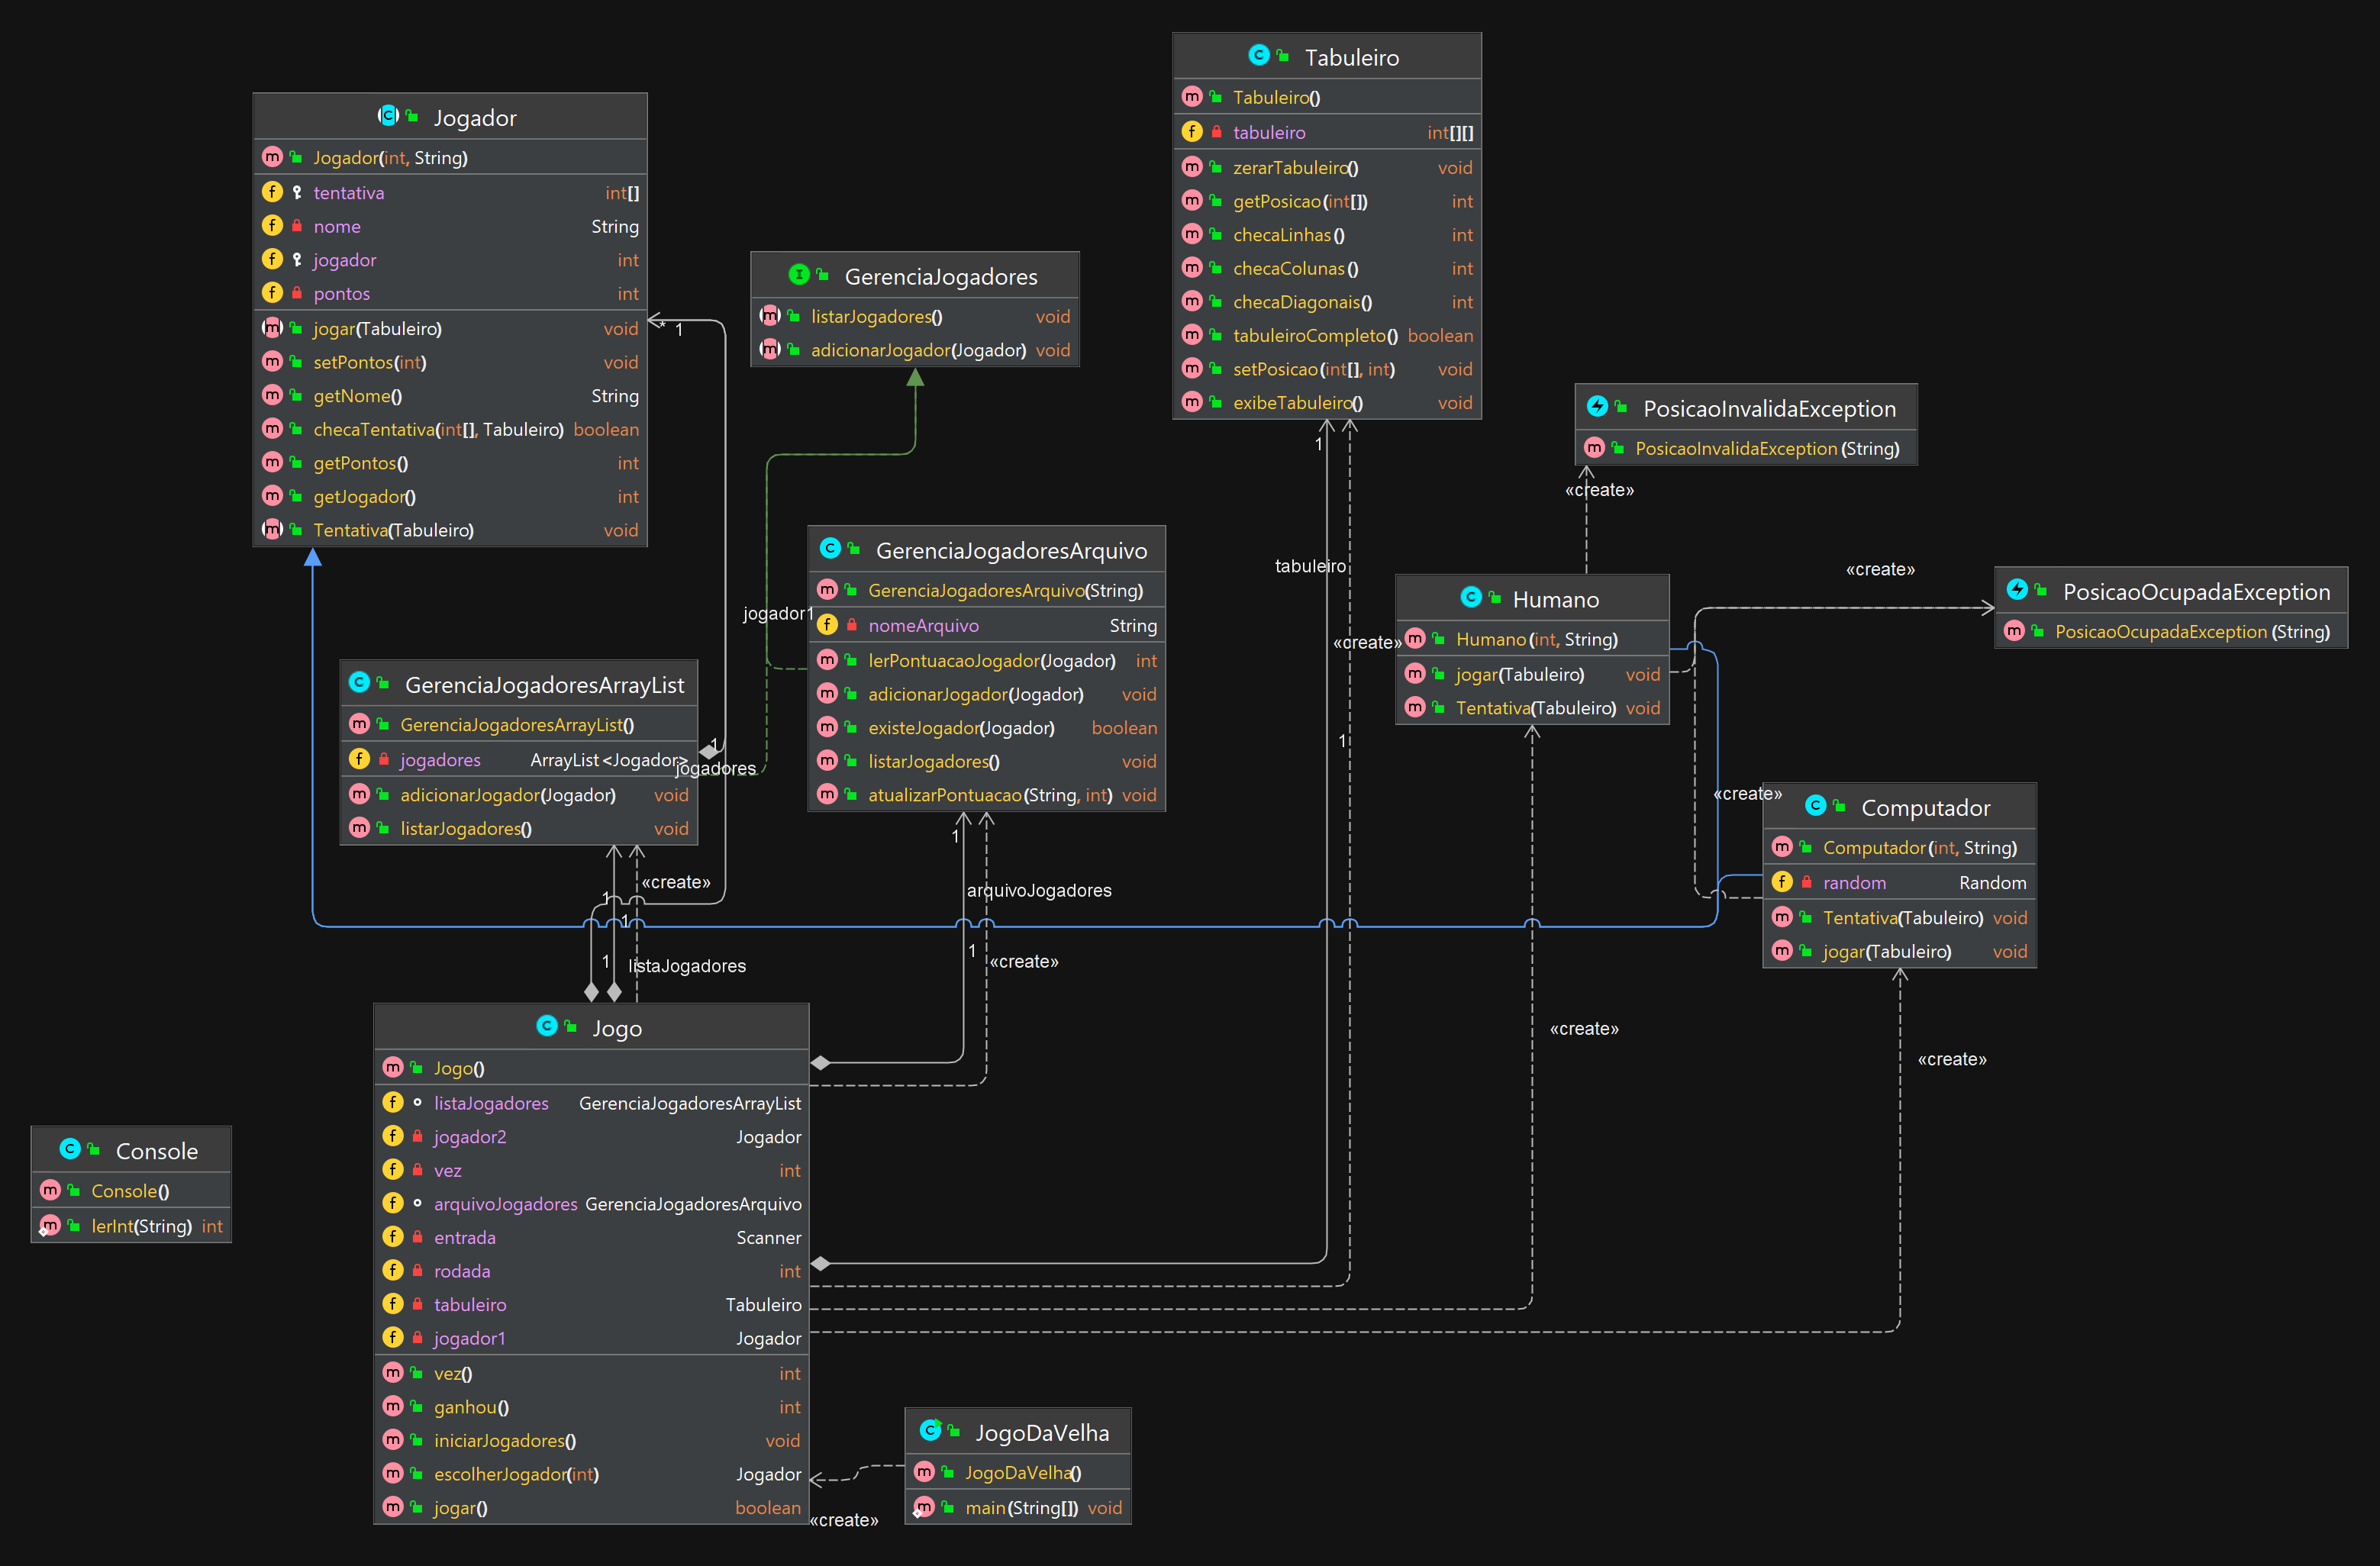 Jogador
Jogador(int, String)
tentativa int[]
nome String
jogador int
pontos int
jogar(Tabuleiro) void
setPontos(int) void
getNome() String
checaTentativa(int[], Tabuleiro) boolean
getPontos() int
getJogador() int
Tentativa(Tabuleiro) void
* 1
GerenciaJogadores
listarJogadores() void
adicionarJogador(Jogador) void
Tabuleiro
Tabuleiro()
tabuleiro int[][]
zerarTabuleiro() void
getPosicao(int[]) int
checaLinhas() int
checaColunas() int
checaDiagonais() int
tabuleiroCompleto() boolean
setPosicao(int[], int) void
exibeTabuleiro() void
1
tabuleiro
«create»
1
PosicaoInvalidaException
PosicaoInvalidaException(String)
«create»
«create»
PosicaoOcupadaException
PosicaoOcupadaException(String)
Humano
Humano(int, String)
jogar(Tabuleiro) void
Tentativa(Tabuleiro) void
GerenciaJogadoresArquivo
GerenciaJogadoresArquivo(String)
nomeArquivo String
lerPontuacaoJogador(Jogador) int
adicionarJogador(Jogador) void
existeJogador(Jogador) boolean
listarJogadores() void
atualizarPontuacao(String, int) void
jogador1
GerenciaJogadoresArrayList
GerenciaJogadoresArrayList()
jogadores ArrayList<Jogador>
adicionarJogador(Jogador) void
listarJogadores() void
1
jogadores
«create»
Computador
Computador(int, String)
random Random
Tentativa(Tabuleiro) void
jogar(Tabuleiro) void
1
arquivoJogadores
1
«create»
«create»
1
1
1
listaJogadores
«create»
«create»
Jogo
Jogo()
listaJogadores GerenciaJogadoresArrayList
jogador2 Jogador
vez int
arquivoJogadores GerenciaJogadoresArquivo
entrada Scanner
rodada int
tabuleiro Tabuleiro
jogador1 Jogador
vez() int
ganhou() int
iniciarJogadores() void
escolherJogador(int) Jogador
jogar() boolean
Console
Console()
lerInt(String) int
JogoDaVelha
JogoDaVelha()
main(String[]) void
«create»